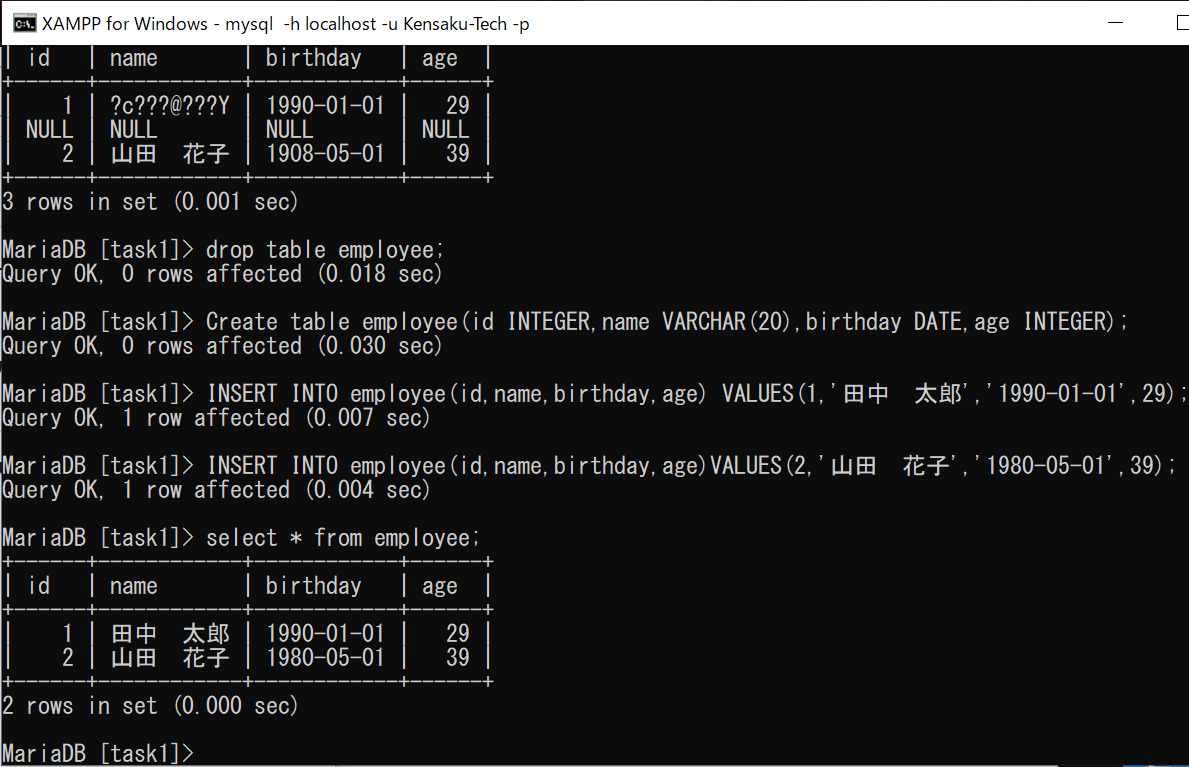 XAMPP for Windows - mysql  -h localhost -u Kensaku-Tech -p
| id   | name       | birthday   | age  |
+------+------------+------------+------+
|    1 | ?c???@???Y | 1990-01-01 |   29 |
| NULL | NULL       | NULL       | NULL |
|    2 | 山田　花子 | 1908-05-01 |   39 |
+------+------------+------------+------+
3 rows in set (0.001 sec)
MariaDB [task1]> drop table employee;
Query OK, 0 rows affected (0.018 sec)
MariaDB [task1]> Create table employee(id INTEGER,name VARCHAR(20),birthday DATE,age INTEGER);
Query OK, 0 rows affected (0.030 sec)
MariaDB [task1]> INSERT INTO employee(id,name,birthday,age) VALUES(1,'田中　太郎','1990-01-01',29);
Query OK, 1 row affected (0.007 sec)
MariaDB [task1]> INSERT INTO employee(id,name,birthday,age)VALUES(2,'山田　花子','1980-05-01',39);
Query OK, 1 row affected (0.004 sec)
MariaDB [task1]> select * from employee;
+------+------------+------------+------+
| id   | name       | birthday   | age  |
+------+------------+------------+------+
|    1 | 田中　太郎 | 1990-01-01 |   29 |
|    2 | 山田　花子 | 1980-05-01 |   39 |
+------+------------+------------+------+
2 rows in set (0.000 sec)
MariaDB [task1]>